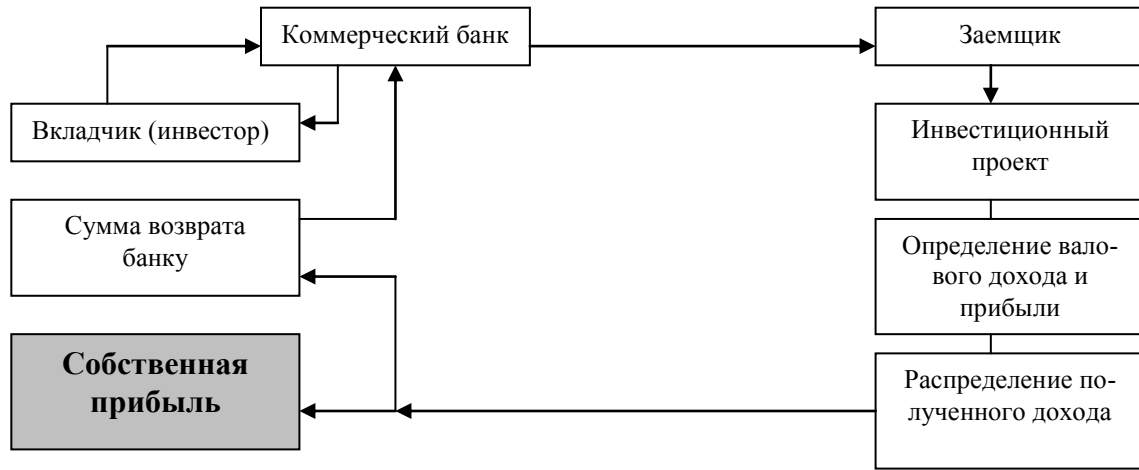 Коммерческий банк
Заемщик
Вкладчик (инвестор)
Инвестиционный
проект
Сумма возврата
банку
Определение вало-
вого дохода и
прибыли
Собственная
прибыль
Распределение по-
лученного дохода